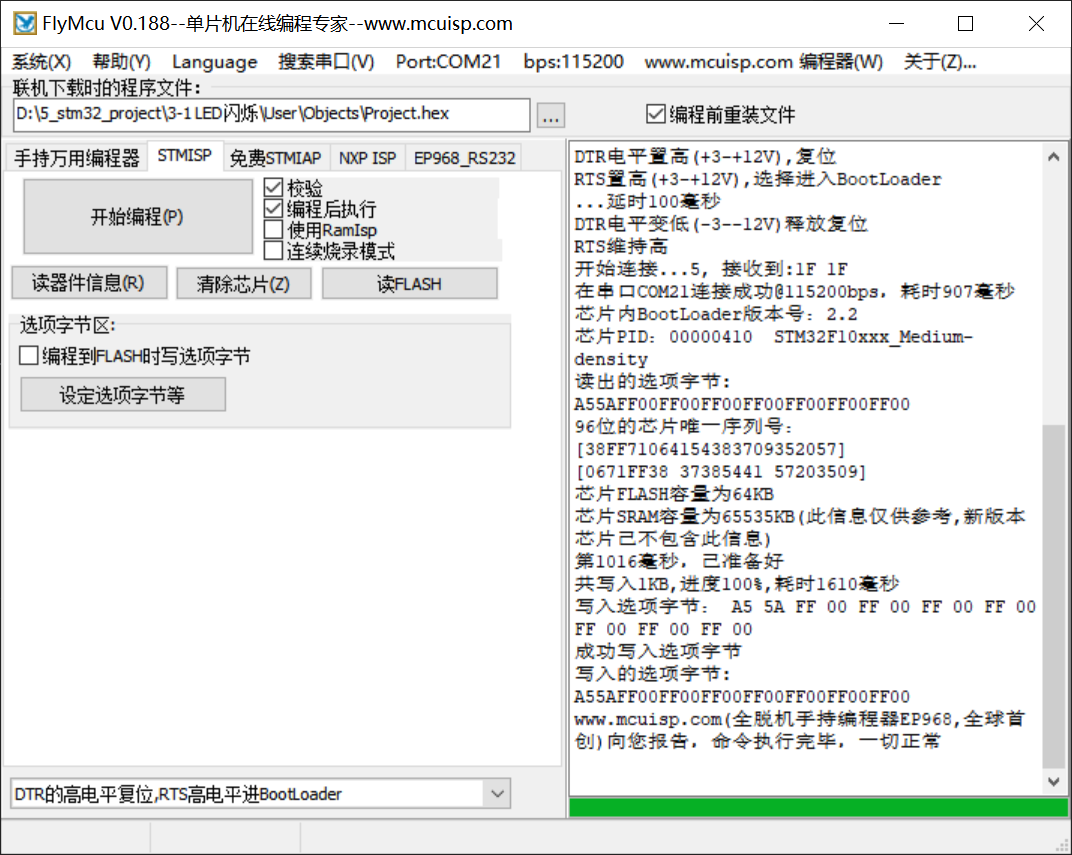 FlyMcu V0.188--单片机在线编程专家--www.mcuisp.com
系统(X) 帮助(Y) Language 搜索串口(V) Port:COM21 bps:115200 www.mcuisp.com 编程器(W) 关于(Z)...
联机下载时的程序文件:
D:\5_stm32_project\3-1 LED闪烁\User\Objects\Project.hex ... 编程前重装文件
手持万用编程器 STMISP 免费STMIAP NXP ISP EP968_RS232
开始编程(P)
校验
编程后执行
使用RamIsp
连续烧录模式
读器件信息(R) 清除芯片(Z) 读FLASH
选项字节区:
编程到FLASH时写选项字节
设定选项字节等
DTR的高电平复位,RTS高电平进BootLoader
DTR电平置高(+3-+12V),复位
RTS置高(+3-+12V),选择进入BootLoader
...延时100毫秒
DTR电平变低(-3--12V)释放复位
RTS维持高
开始连接...5, 接收到:1F 1F
在串口COM21连接成功@115200bps, 耗时907毫秒
芯片内BootLoader版本号: 2.2
芯片PID: 00000410 STM32F10xxx_Medium-
density
读出的选项字节:
A55AFF00FF00FF00FF00FF00FF00FF00
96位的芯片唯一序列号:
[38FF71064154383709352057]
[0671FF38 37385441 57203509]
芯片FLASH容量为64KB
芯片SRAM容量为65535KB(此信息仅供参考,新版本
芯片已不包含此信息)
第1016毫秒, 已准备好
共写入1KB,进度100%,耗时1610毫秒
写入选项字节: A5 5A FF 00 FF 00 FF 00 FF 00
FF 00 FF 00 FF 00
成功写入选项字节
写入的选项字节:
A55AFF00FF00FF00FF00FF00FF00FF00
www.mcuisp.com(全脱机手持编程器EP968,全球首
创)向您报告, 命令执行完毕, 一切正常